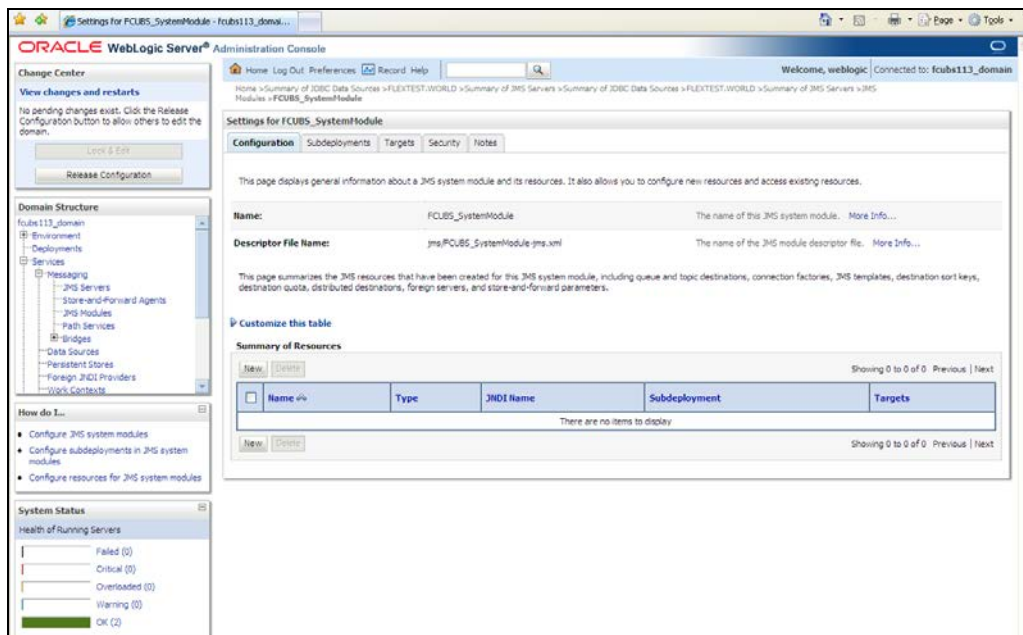 Settings for FCUBS_SystemModule - fcubs113_domai...
Page
Tools
ORACLE WebLogic Server® Administration Console
Change Center
View changes and restarts
No pending changes exist. Click the Release
Configuration button to allow others to edit the
domain.
Lock & Edit
Release Configuration
Domain Structure
fcubs113_domain
Environment
Deployments
Services
Messaging
JMS Servers
Store-and-Forward Agents
JMS Modules
Path Services
Bridges
Data Sources
Persistent Stores
Foreign JNDI Providers
Work Contexts
How do I...
Configure JMS system modules
Configure subdeployments in JMS system
modules
Configure resources for JMS system modules
System Status
Health of Running Servers
Failed (0)
Critical (0)
Overloaded (0)
Warning (0)
OK (2)
Home Log Out Preferences Record Help
Welcome, weblogic Connected to: fcubs113_domain
Home >Summary of JDBC Data Sources >FLEXTEST.WORLD >Summary of JMS Servers >Summary of JDBC Data Sources >FLEXTEST.WORLD >Summary of JMS Servers >JMS
Modules >FCUBS_SystemModule
Settings for FCUBS_SystemModule
Configuration Subdeployments Targets Security Notes
This page displays general information about a JMS system module and its resources. It also allows you to configure new resources and access existing resources.
Name: FCUBS_SystemModule The name of this JMS system module. More Info...
Descriptor File Name: jms/FCUBS_SystemModule-jms.xml The name of the JMS module descriptor file. More Info...
This page summarizes the JMS resources that have been created for this JMS system module, including queue and topic destinations, connection factories, JMS templates, destination sort keys,
destination quota, distributed destinations, foreign servers, and store-and-forward parameters.
Customize this table
Summary of Resources
New Delete Showing 0 to 0 of 0 Previous | Next
Name Type JNDI Name Subdeployment Targets
There are no items to display
New Delete Showing 0 to 0 of 0 Previous | Next